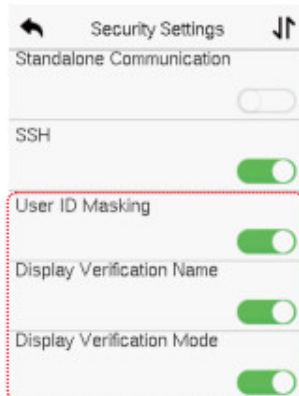 Security Settings
Standalone Communication
SSH
User ID Masking
Display Verification Name
Display Verification Mode